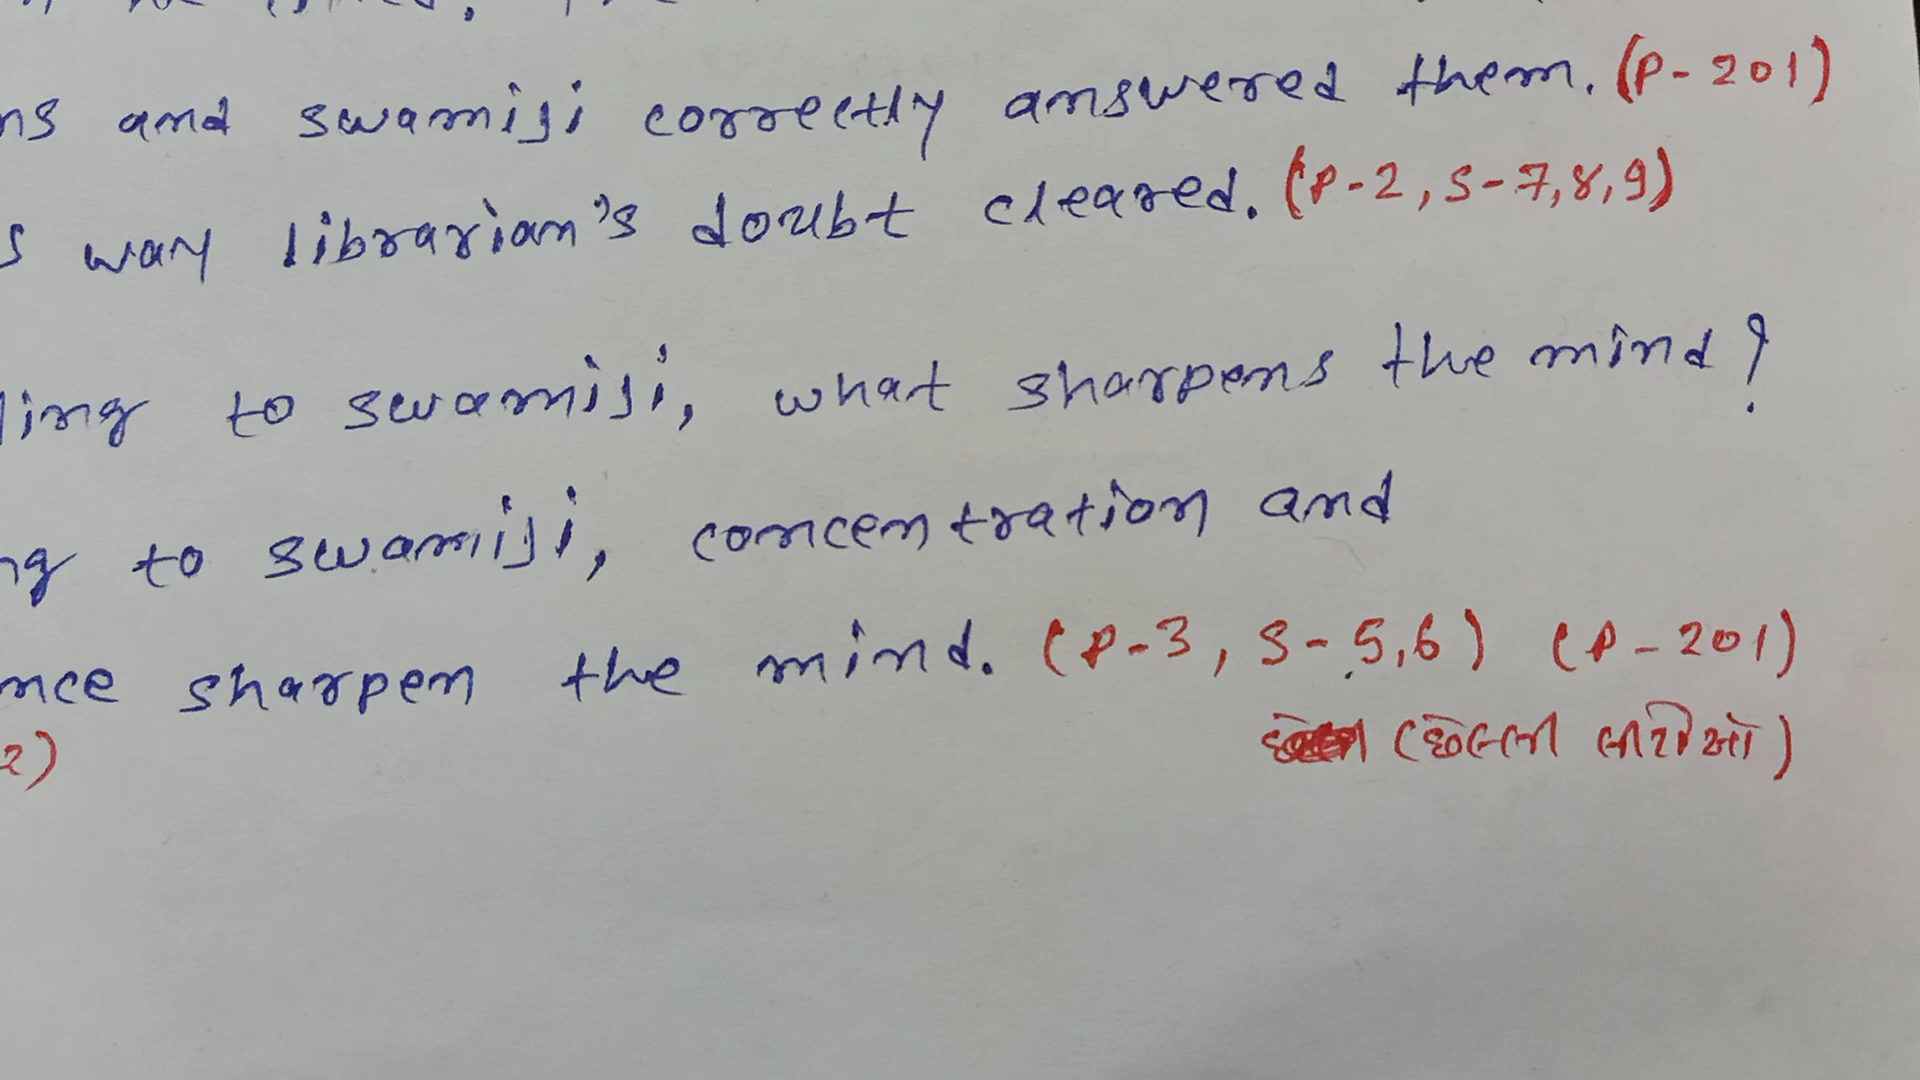 ns and swamiji correctly answered them. (P-201)
s way librarian's doubt cleared. (P-2, S-7,8,9)
ling to swamiji, what sharpens the mind?
ng to swamiji, concentration and
nce sharpen the mind. (P-3, S-5,6) (P-201)
2) (છેલ્લી લીટીઓ)